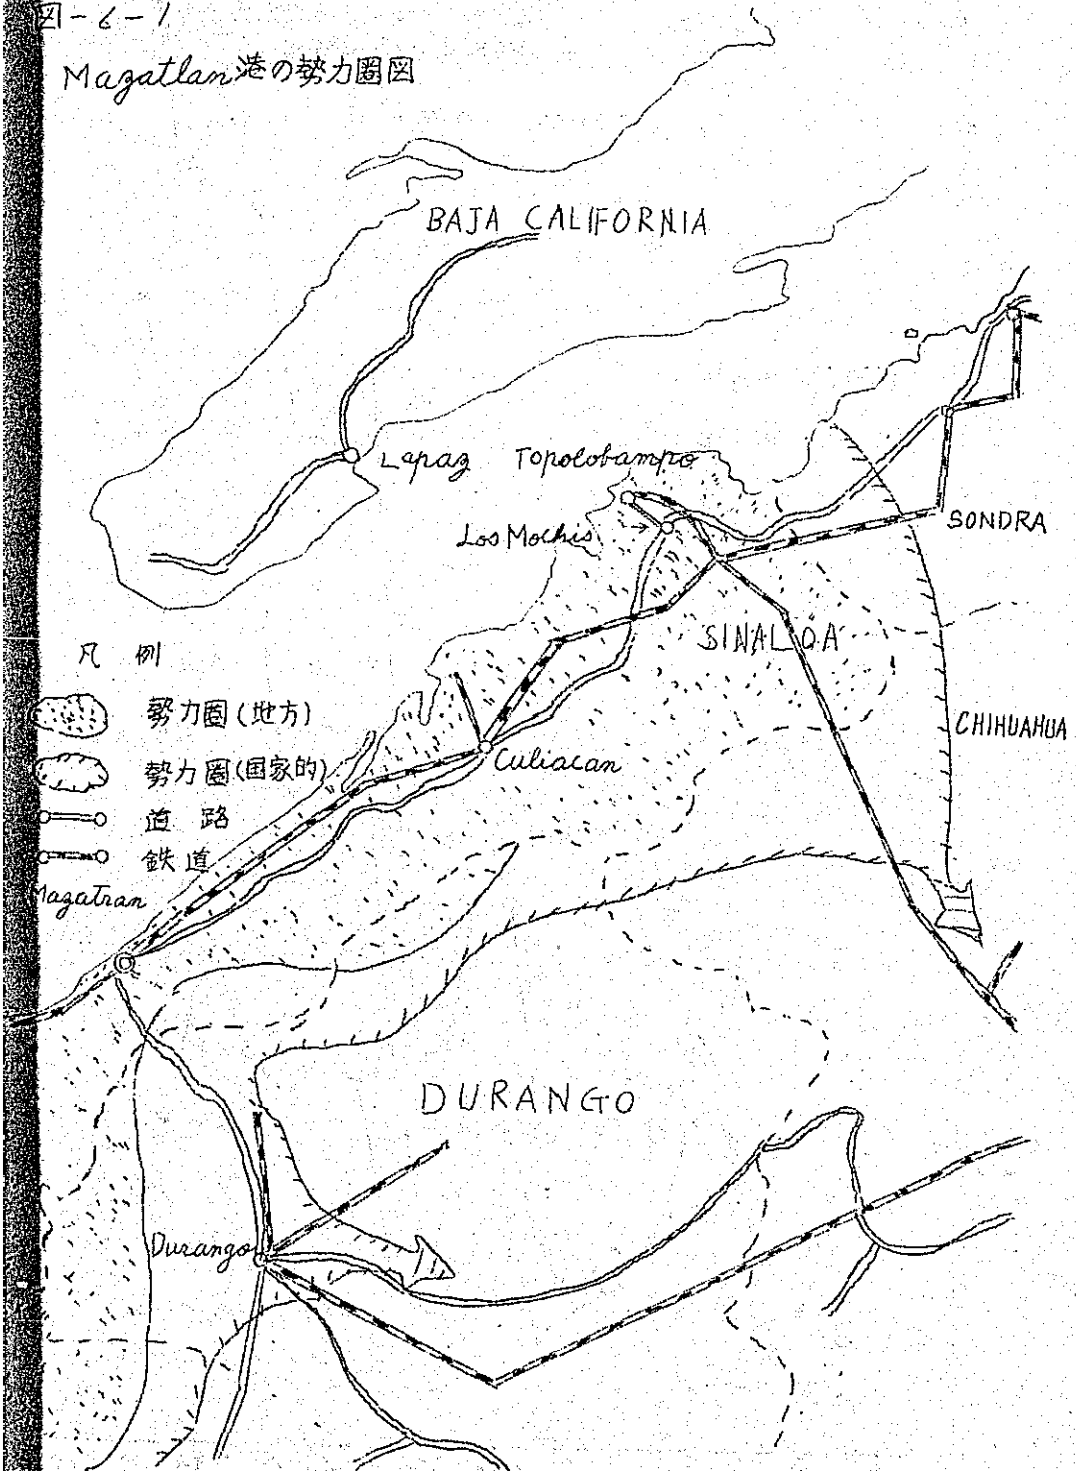 図-6-1
Mazatlan港の勢力圏図
BAJA CALIFORNIA
Lapaz
Topolobampo
Los Mochis
SONDRA
SINALOA
CHIHUAHUA
Culiacan
凡 例
勢力圏(地方)
勢力圏(国家的)
道 路
鉄道
Mazatran
DURANGO
Durango